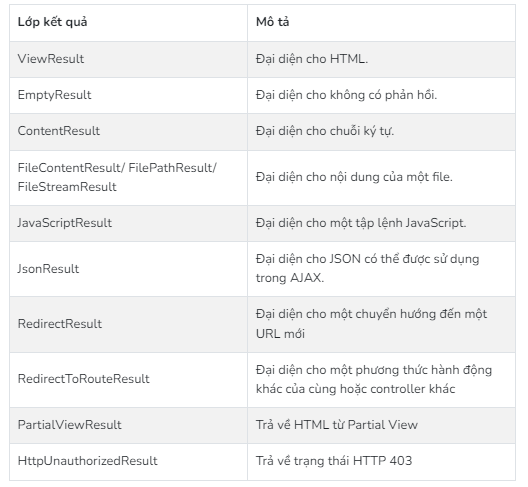 Lớp kết quả
Mô tả
ViewResult
Đại diện cho HTML.
EmptyResult
Đại diện cho không có phản hồi.
ContentResult
Đại diện cho chuỗi ký tự.
FileContentResult/ FilePathResult/
FileStreamResult
Đại diện cho nội dung của một file.
JavaScriptResult
Đại diện cho một tập lệnh JavaScript.
JsonResult
Đại diện cho JSON có thể được sử dụng
trong AJAX.
RedirectResult
Đại diện cho một chuyển hướng đến một
URL mới
RedirectToRouteResult
Đại diện cho một phương thức hành động
khác của cùng hoặc controller khác
PartialViewResult
Trả về HTML từ Partial View
HttpUnauthorizedResult
Trả về trạng thái HTTP 403